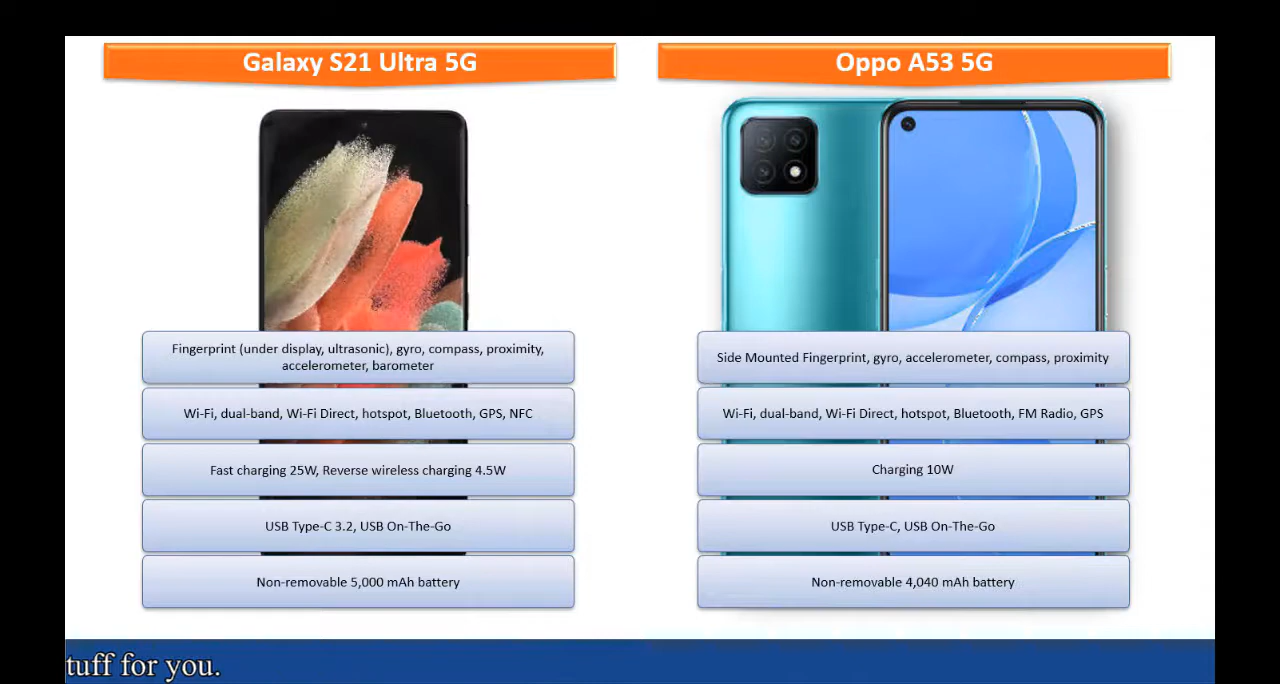 Galaxy S21 Ultra 5G
Fingerprint (under display, ultrasonic), gyro, compass, proximity,
accelerometer, barometer
Wi-Fi, dual-band, Wi-Fi Direct, hotspot, Bluetooth, GPS, NFC
Fast charging 25W, Reverse wireless charging 4.5W
USB Type-C 3.2, USB On-The-Go
Non-removable 5,000 mAh battery
Oppo A53 5G
Side Mounted Fingerprint, gyro, accelerometer, compass, proximity
Wi-Fi, dual-band, Wi-Fi Direct, hotspot, Bluetooth, FM Radio, GPS
Charging 10W
USB Type-C, USB On-The-Go
Non-removable 4,040 mAh battery
tuff for you.